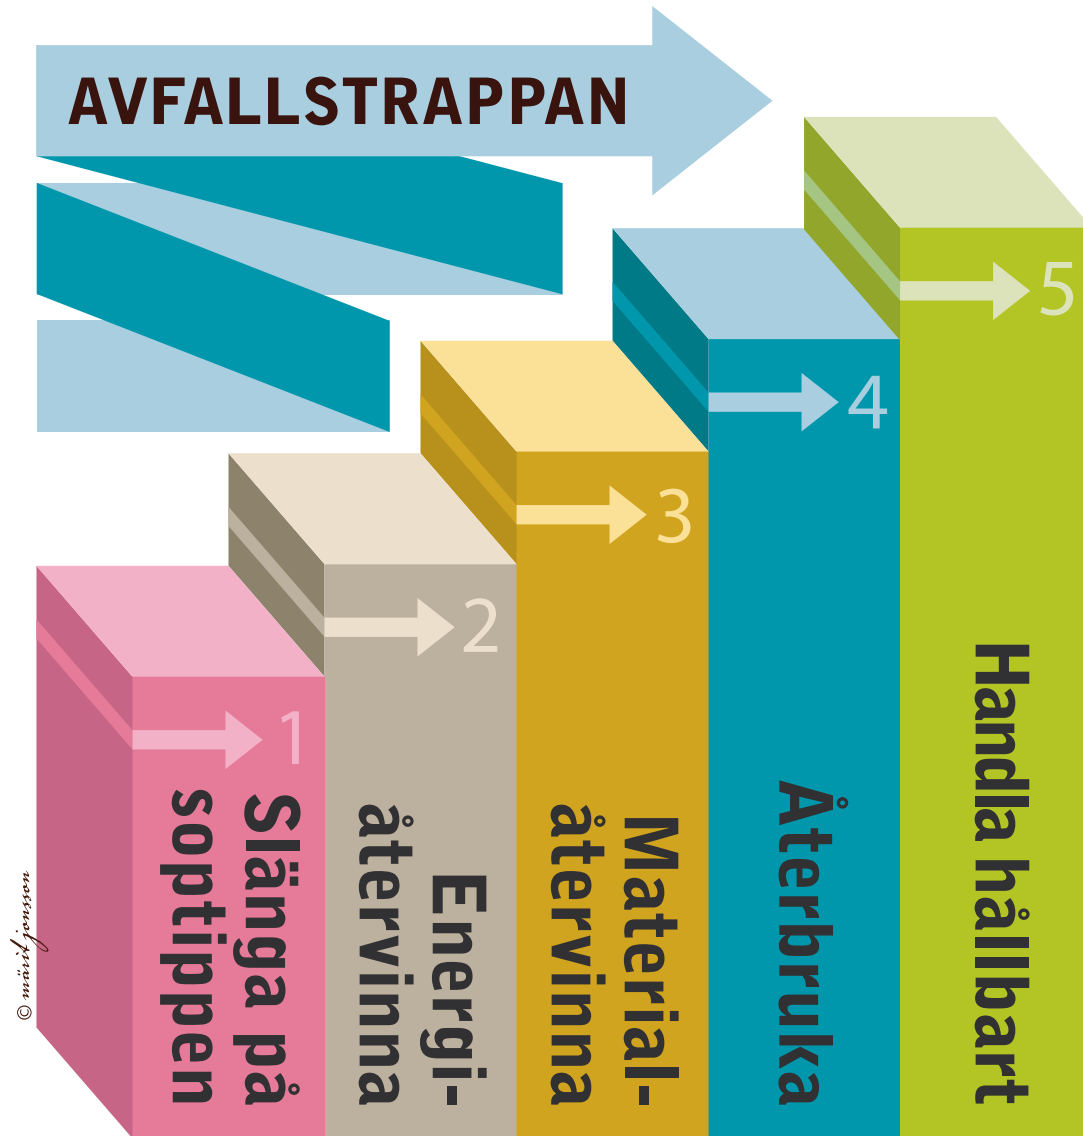 AVFALLSTRAPPAN
1
Slänga på
soptippen
2
Energi-
återvinna
3
Material-
återvinna
4
Återbruka
5
Handla hållbart
© märit jonsson